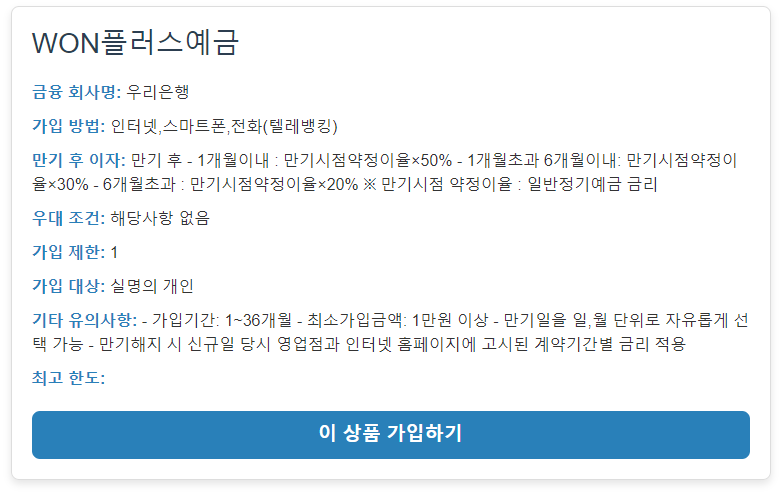 WON플러스예금
금융 회사명: 우리은행
가입 방법: 인터넷,스마트폰,전화(텔레뱅킹)
만기 후 이자: 만기 후 - 1개월이내 : 만기시점약정이율×50% - 1개월초과 6개월이내: 만기시점약정이
율×30% - 6개월초과 : 만기시점약정이율×20% ※ 만기시점 약정이율 : 일반정기예금 금리
우대 조건: 해당사항 없음
가입 제한: 1
가입 대상: 실명의 개인
기타 유의사항: - 가입기간: 1~36개월 - 최소가입금액: 1만원 이상 - 만기일을 일,월 단위로 자유롭게 선
택 가능 - 만기해지 시 신규일 당시 영업점과 인터넷 홈페이지에 고시된 계약기간별 금리 적용
최고 한도:
이 상품 가입하기